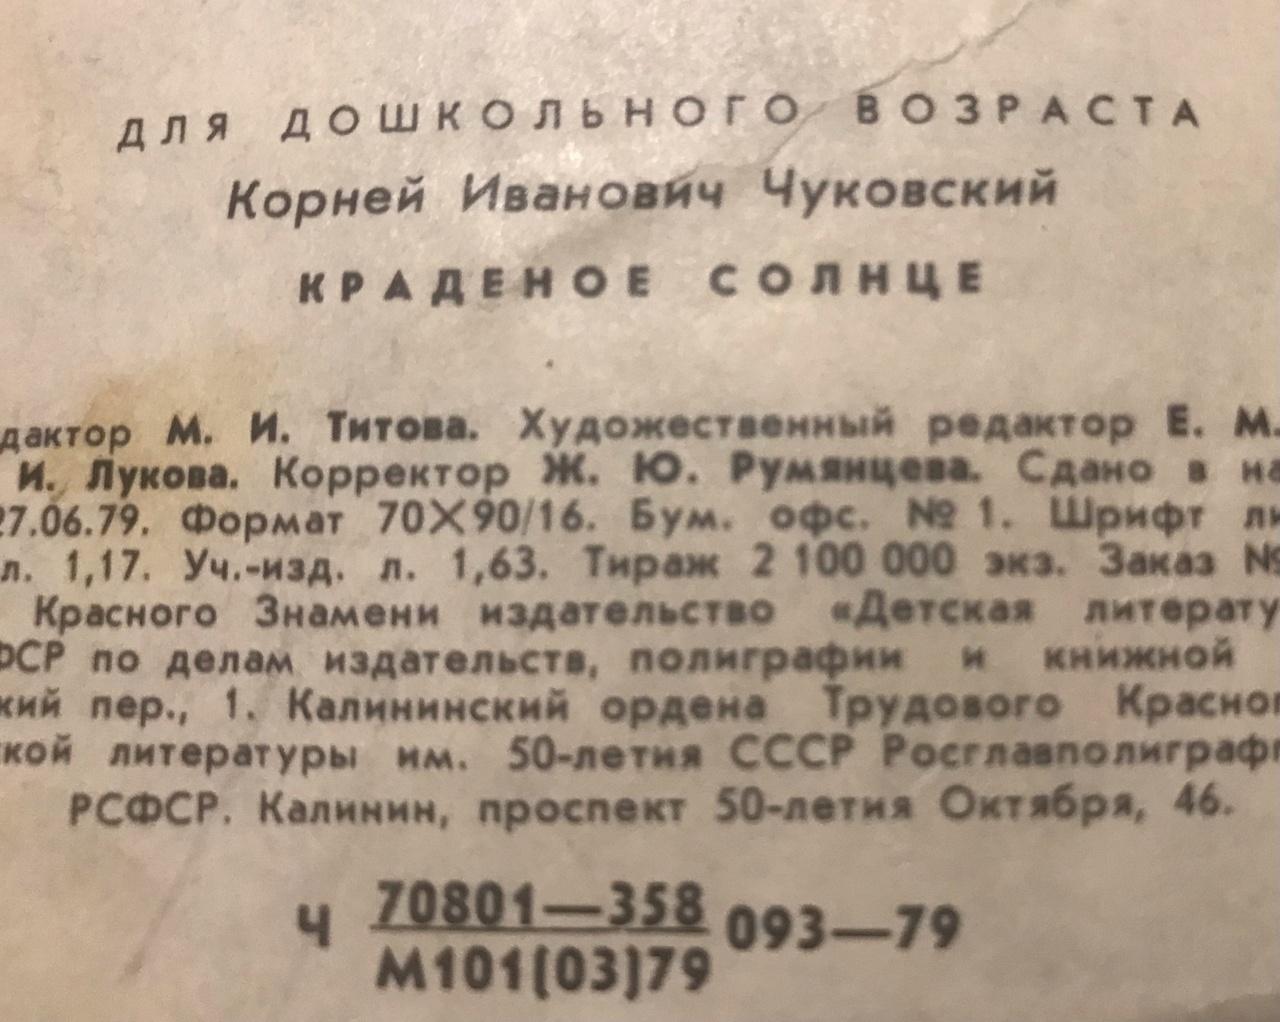 ДЛЯ ДОШКОЛЬНОГО ВОЗРАСТА
Корней Иванович Чуковский
КРАДЕНОЕ СОЛНЦЕ
дактор М. И. Титова. Художественный редактор Е. М.
И. Лукова. Корректор Ж. Ю. Румянцева. Сдано в на
27.06.79. Формат 70X90/16. Бум. офс. № 1. Шрифт ли
л. 1,17. Уч.-изд. л. 1,63. Тираж 2 100 000 экз. Заказ №
Красного Знамени издательство «Детская литерату
ФСР по делам издательств, полиграфии и книжной
кий пер., 1. Калининский ордена Трудового Красног
кой литературы им. 50-летия СССР Росглавполиграф
РСФСР. Калинин, проспект 50-летия Октября, 46.
Ч 70801—358 093—79
М101(03)79